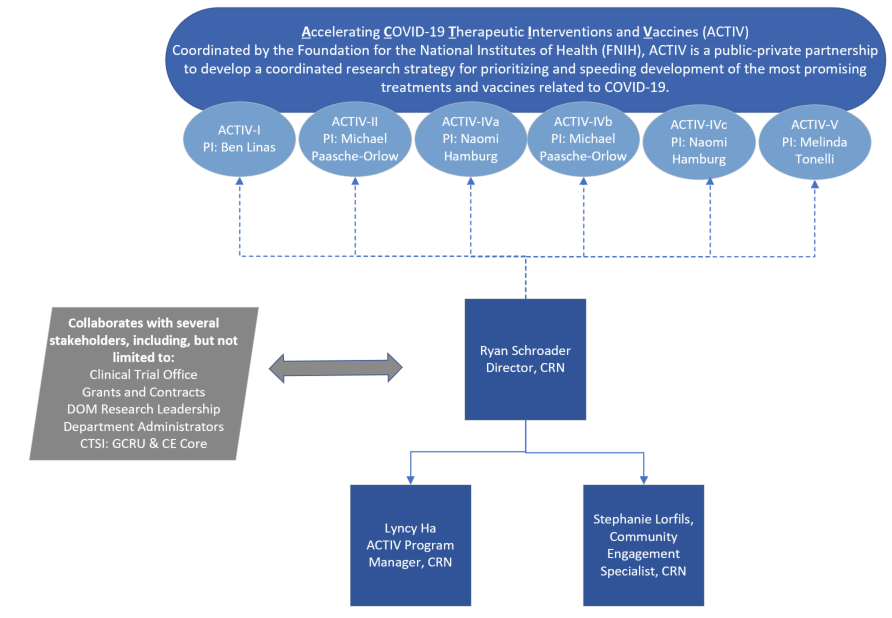 Accelerating COVID-19 Therapeutic Interventions and Vaccines (ACTIV)
Coordinated by the Foundation for the National Institutes of Health (FNIH), ACTIV is a public-private partnership
to develop a coordinated research strategy for prioritizing and speeding development of the most promising
treatments and vaccines related to COVID-19.
ACTIV-I
PI: Ben Linas
ACTIV-II
PI: Michael
Paasche-Orlow
ACTIV-IVa
PI: Naomi
Hamburg
ACTIV-IVb
PI: Michael
Paasche-Orlow
ACTIV-IVc
PI: Naomi
Hamburg
ACTIV-V
PI: Melinda
Tonelli
Collaborates with several
stakeholders, including, but not
limited to:
Clinical Trial Office
Grants and Contracts
DOM Research Leadership
Department Administrators
CTSI: GCRU & CE Core
Ryan Schroader
Director, CRN
Lyncy Ha
ACTIV Program
Manager, CRN
Stephanie Lorfils,
Community
Engagement
Specialist, CRN